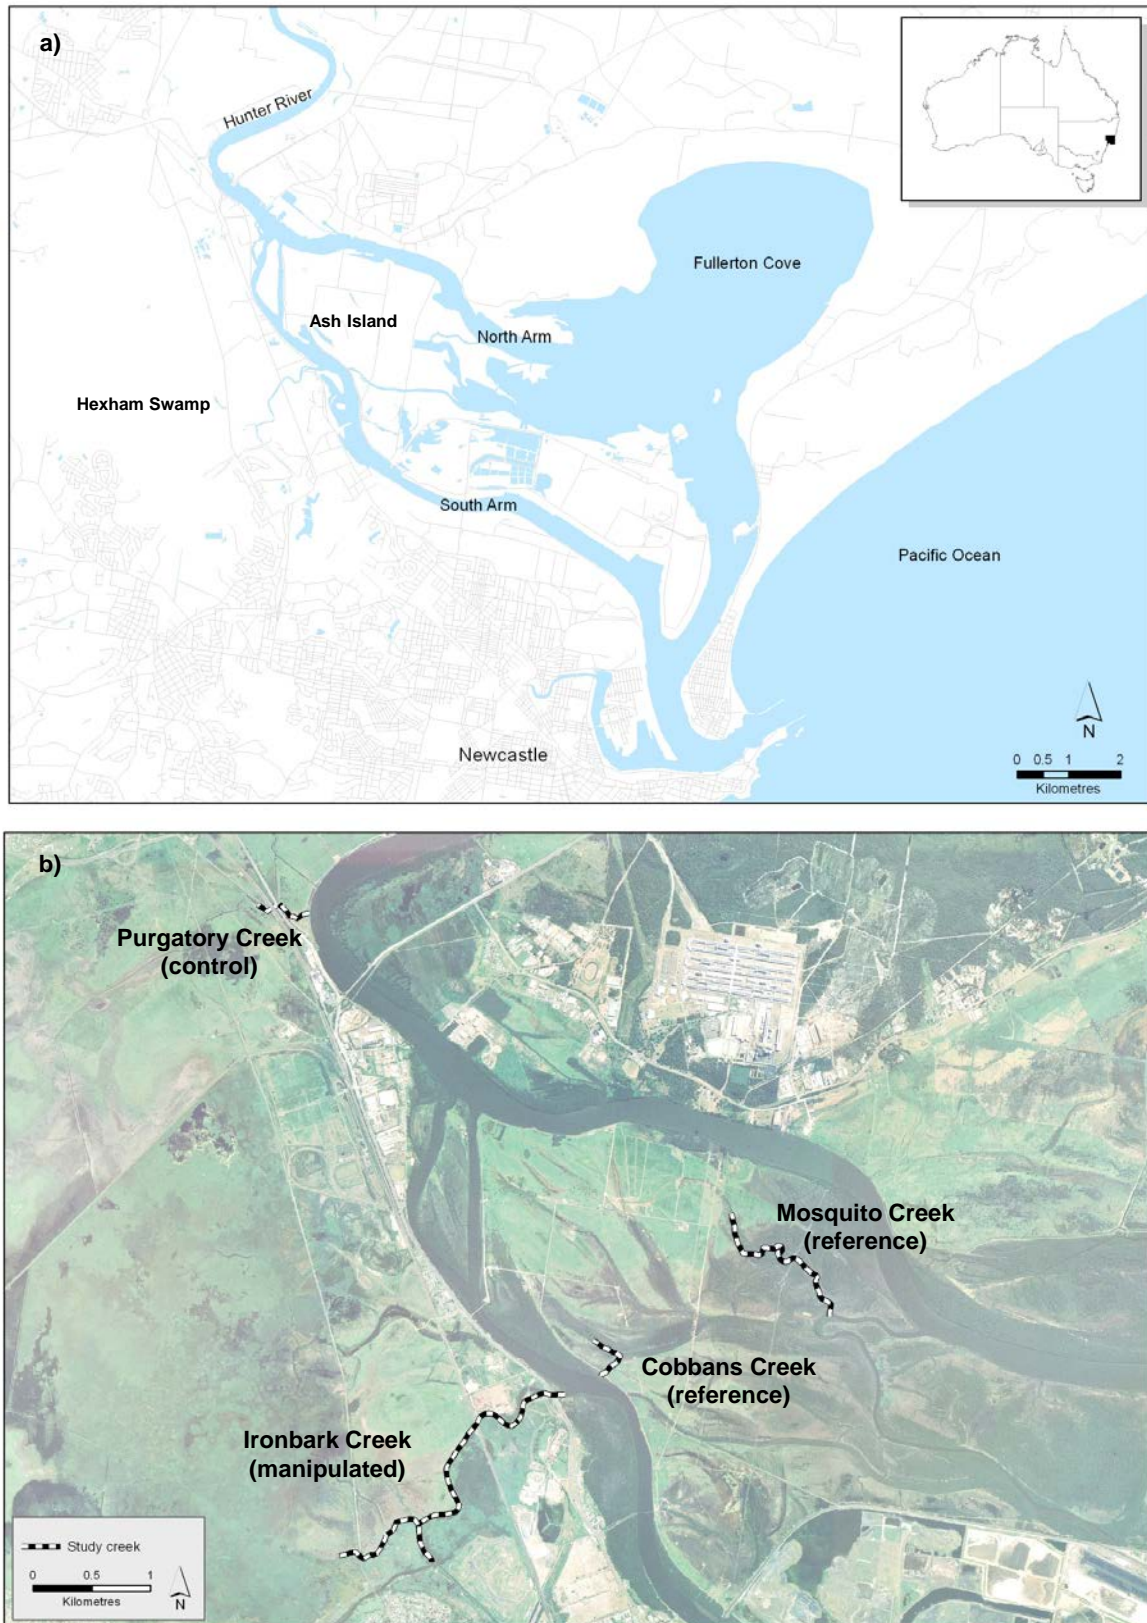 a)
Hunter River
Fullerton Cove
Ash Island
North Arm
Hexham Swamp
South Arm
Pacific Ocean
Newcastle
N
0 0.5 1 2
Kilometres
b)
Purgatory Creek
(control)
Mosquito Creek
(reference)
Cobbans Creek
(reference)
Ironbark Creek
(manipulated)
Study creek
0 0.5 1
Kilometres
N